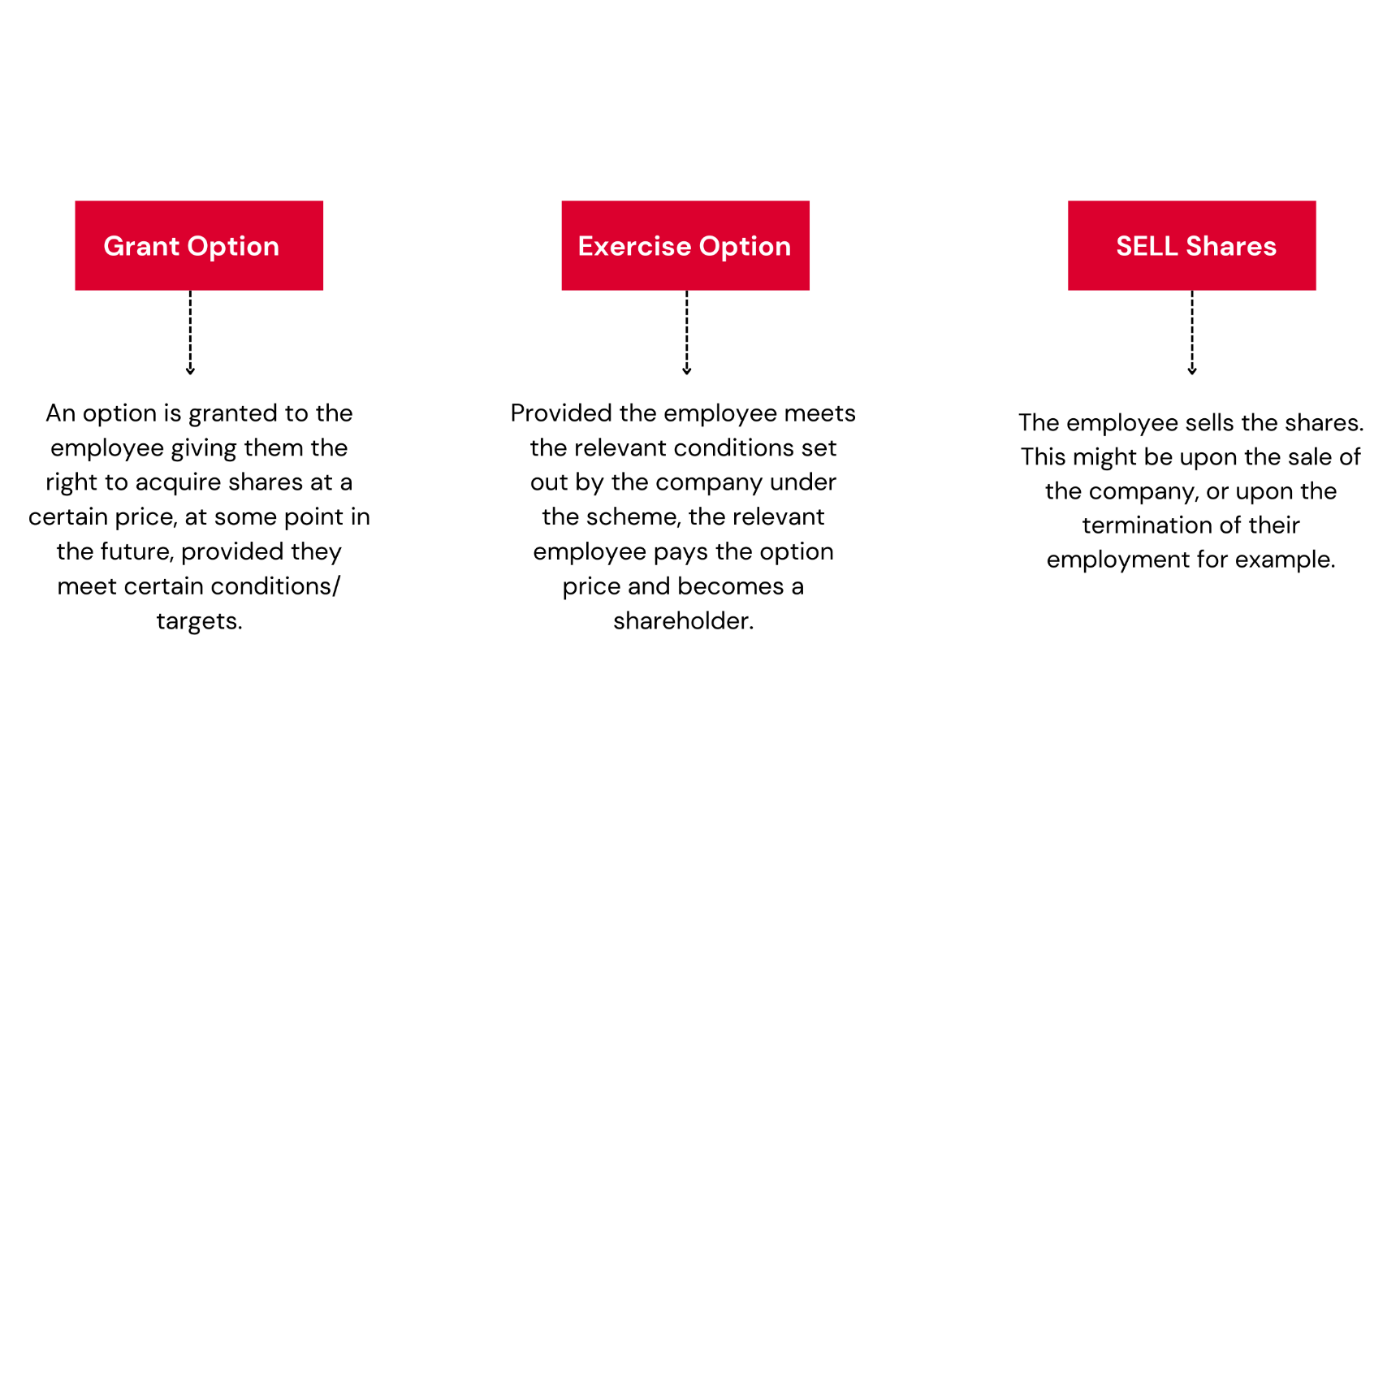 Grant Option
An option is granted to the
employee giving them the
right to acquire shares at a
certain price, at some point in
the future, provided they
meet certain conditions/
targets.
Exercise Option
Provided the employee meets
the relevant conditions set
out by the company under
the scheme, the relevant
employee pays the option
price and becomes a
shareholder.
SELL Shares
The employee sells the shares.
This might be upon the sale of
the company, or upon the
termination of their
employment for example.